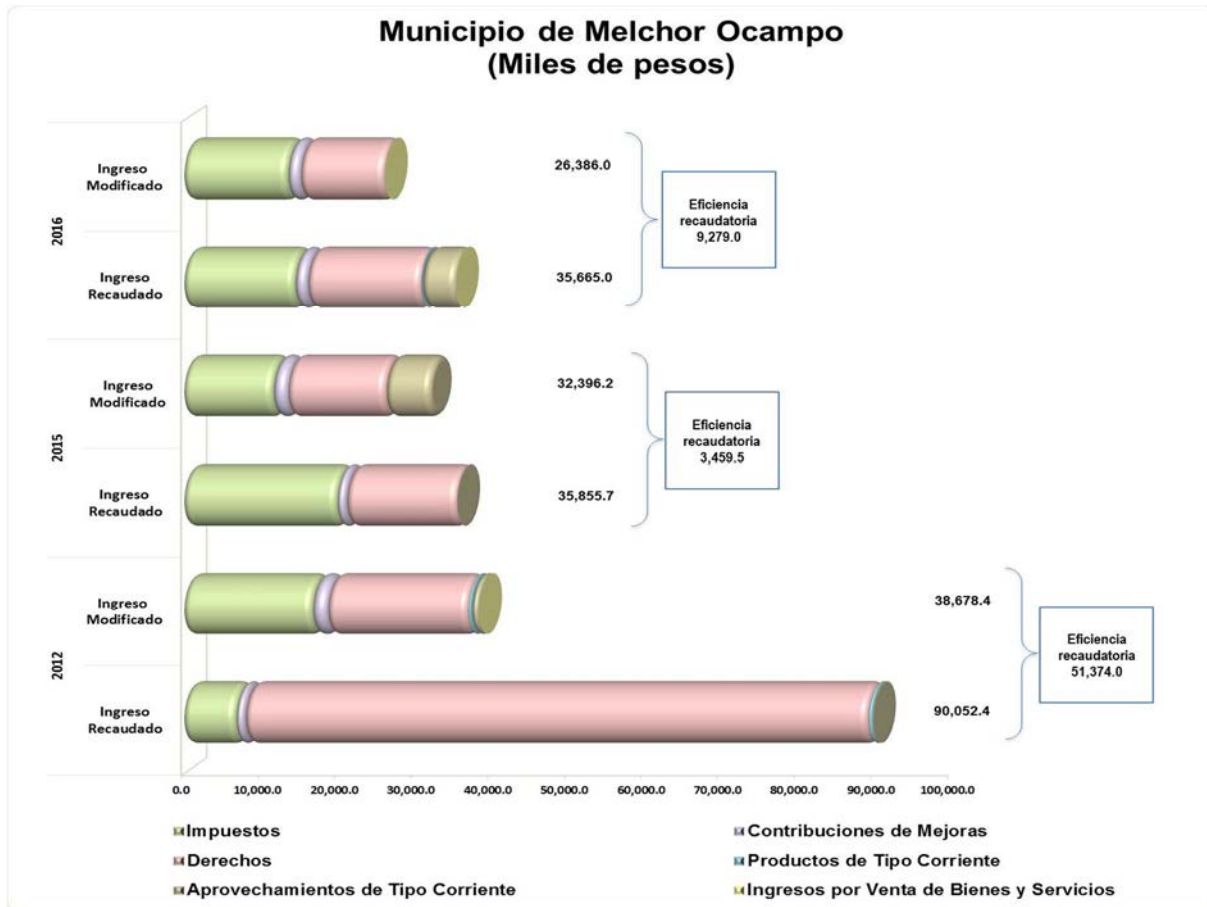 Municipio de Melchor Ocampo
(Miles de pesos)
2016
Ingreso
Modificado
26,386.0
Ingreso
Recaudado
35,665.0
Eficiencia
recaudatoria
9,279.0
2015
Ingreso
Modificado
32,396.2
Ingreso
Recaudado
35,855.7
Eficiencia
recaudatoria
3,459.5
2012
Ingreso
Modificado
38,678.4
Ingreso
Recaudado
90,052.4
Eficiencia
recaudatoria
51,374.0
0.0 10,000.0 20,000.0 30,000.0 40,000.0 50,000.0 60,000.0 70,000.0 80,000.0 90,000.0 100,000.0
Impuestos
Contribuciones de Mejoras
Derechos
Productos de Tipo Corriente
Aprovechamientos de Tipo Corriente
Ingresos por Venta de Bienes y Servicios